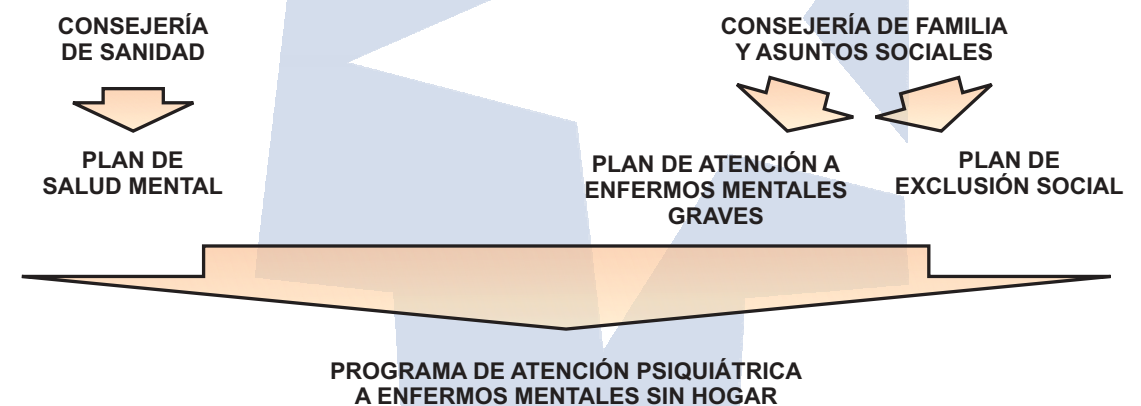 CONSEJERÍA
DE SANIDAD
CONSEJERÍA DE FAMILIA
Y ASUNTOS SOCIALES
PLAN DE
SALUD MENTAL
PLAN DE ATENCIÓN A
ENFERMOS MENTALES
GRAVES
PLAN DE
EXCLUSIÓN SOCIAL
PROGRAMA DE ATENCIÓN PSIQUIÁTRICA
A ENFERMOS MENTALES SIN HOGAR